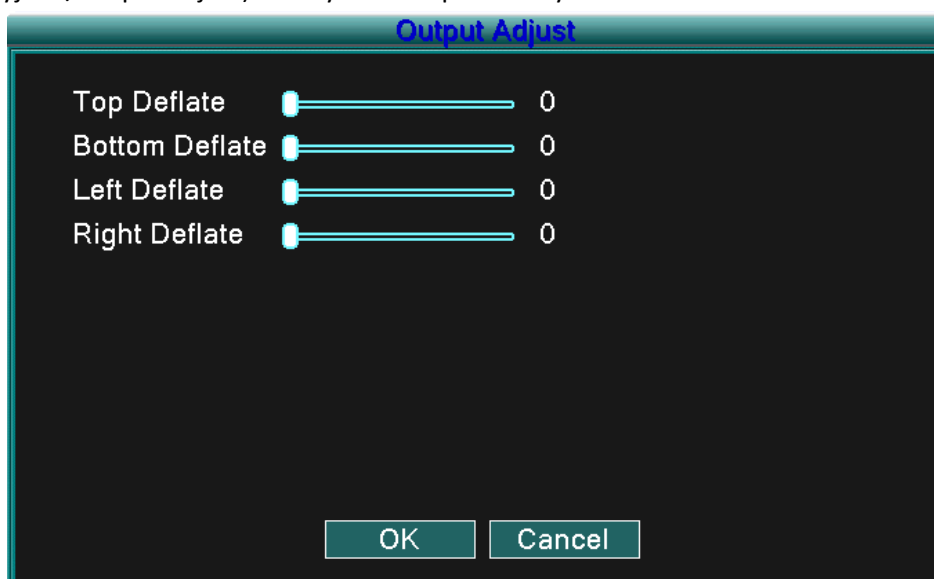 Output Adjust
Top Deflate 0
Bottom Deflate 0
Left Deflate 0
Right Deflate 0
OK Cancel